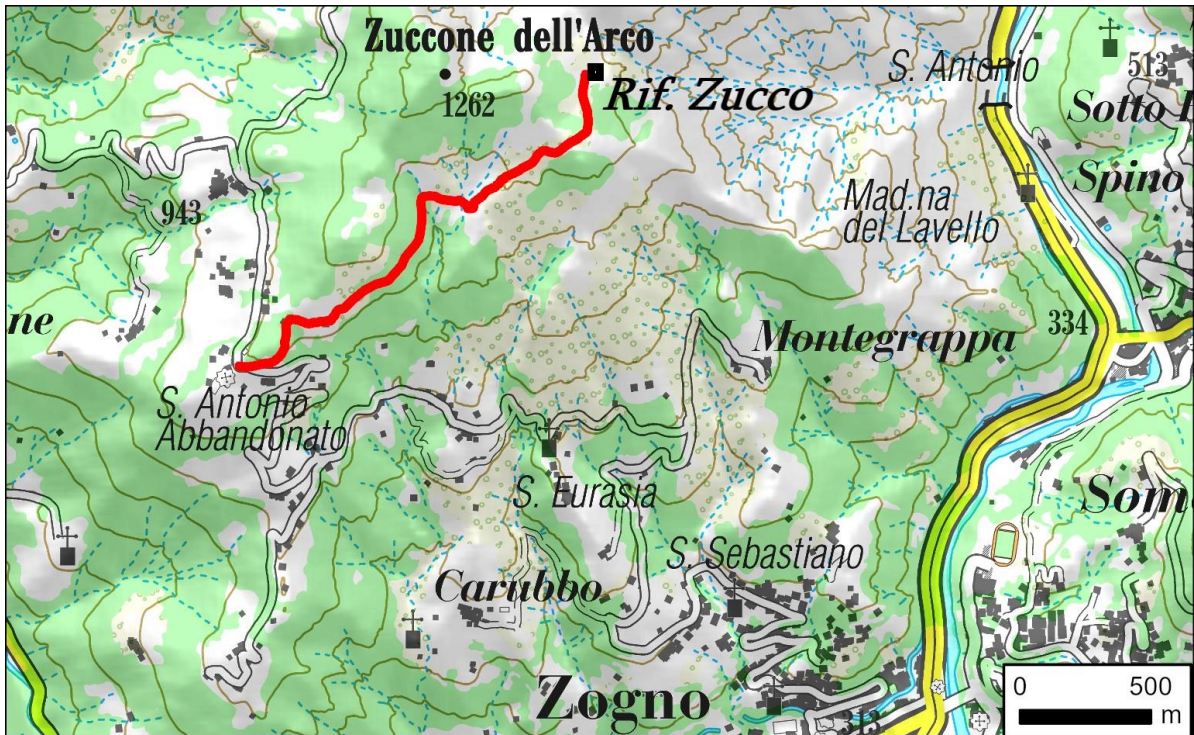 Zuccone dell'Arco
1262
Rif. Zucco
S. Antonio
513
Sotto
Spino
943
Mad.na
del Lavello
ne
Montegrappa
334
S. Antonio
Abbandonato
S. Eurasia
Som
S. Sebastiano
Carubbo
Zogno
313
0 500
m